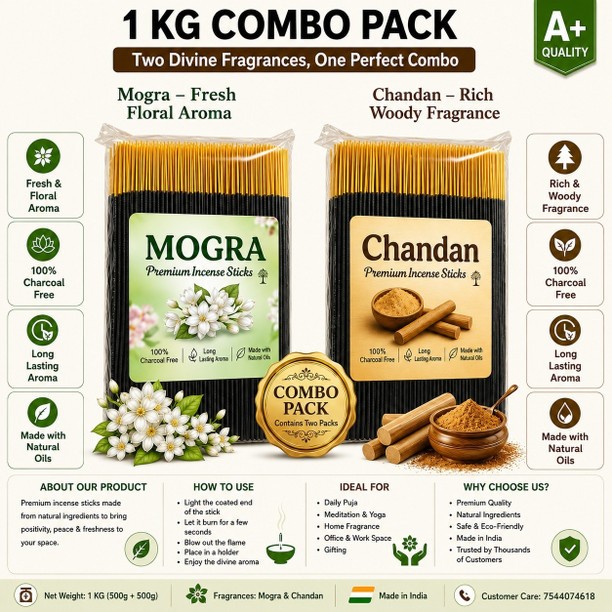 1 KG COMBO PACK
Two Divine Fragrances, One Perfect Combo
A+
QUALITY
Mogra – Fresh
Floral Aroma
Chandan – Rich
Woody Fragrance
Fresh &
Floral
Aroma
100%
Charcoal
Free
Long
Lasting
Aroma
Made with
Natural
Oils
MOGRA
Premium Incense Sticks
100%
Charcoal Free
Long
Lasting Aroma
Made with
Natural Oils
Chandan
Premium Incense Sticks
100%
Charcoal Free
Long
Lasting Aroma
Made with
Natural Oils
Rich &
Woody
Fragrance
100%
Charcoal
Free
Long
Lasting
Aroma
Made with
Natural
Oils
COMBO
PACK
Contains Two Packs
ABOUT OUR PRODUCT
Premium incense sticks made
from natural ingredients to bring
positivity, peace & freshness to
your space.
HOW TO USE
• Light the coated end
of the stick
• Let it burn for a few
seconds
• Blow out the flame
• Place in a holder
• Enjoy the divine aroma
IDEAL FOR
• Daily Puja
• Meditation & Yoga
• Home Fragrance
• Office & Work Space
• Gifting
WHY CHOOSE US?
• Premium Quality
• Natural Ingredients
• Safe & Eco-Friendly
• Made in India
• Trusted by Thousands
of Customers
Net Weight: 1 KG (500g + 500g)
Fragrances: Mogra & Chandan
Made in India
Customer Care: 7544074618